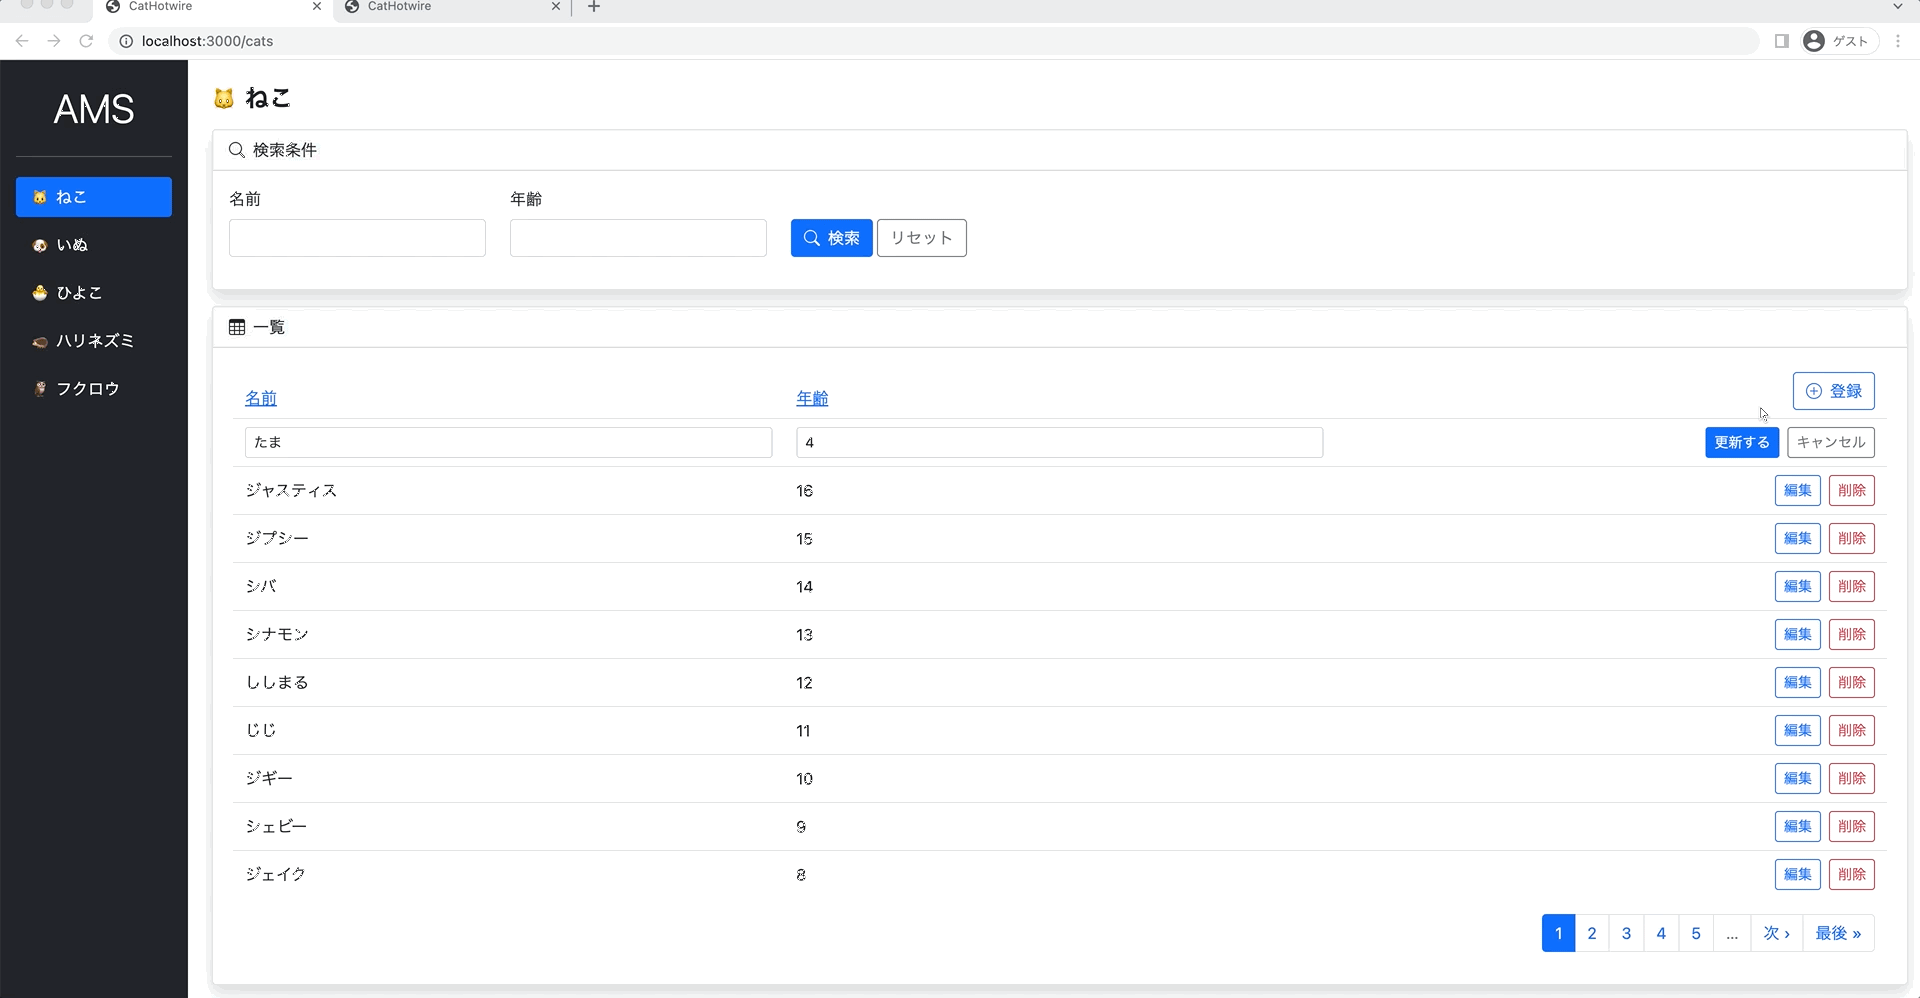 CatHotwire
CatHotwire
localhost:3000/cats
ゲスト
AMS
ねこ
いぬ
ひよこ
ハリネズミ
フクロウ
ねこ
検索条件
名前 年齢
検索 リセット
一覧
名前 年齢 登録
たま 4 更新する キャンセル
ジャスティス 16 編集 削除
ジプシー 15 編集 削除
シバ 14 編集 削除
シナモン 13 編集 削除
ししまる 12 編集 削除
じじ 11 編集 削除
ジギー 10 編集 削除
シェビー 9 編集 削除
ジェイク 8 編集 削除
1 2 3 4 5 ... 次 › 最後 »